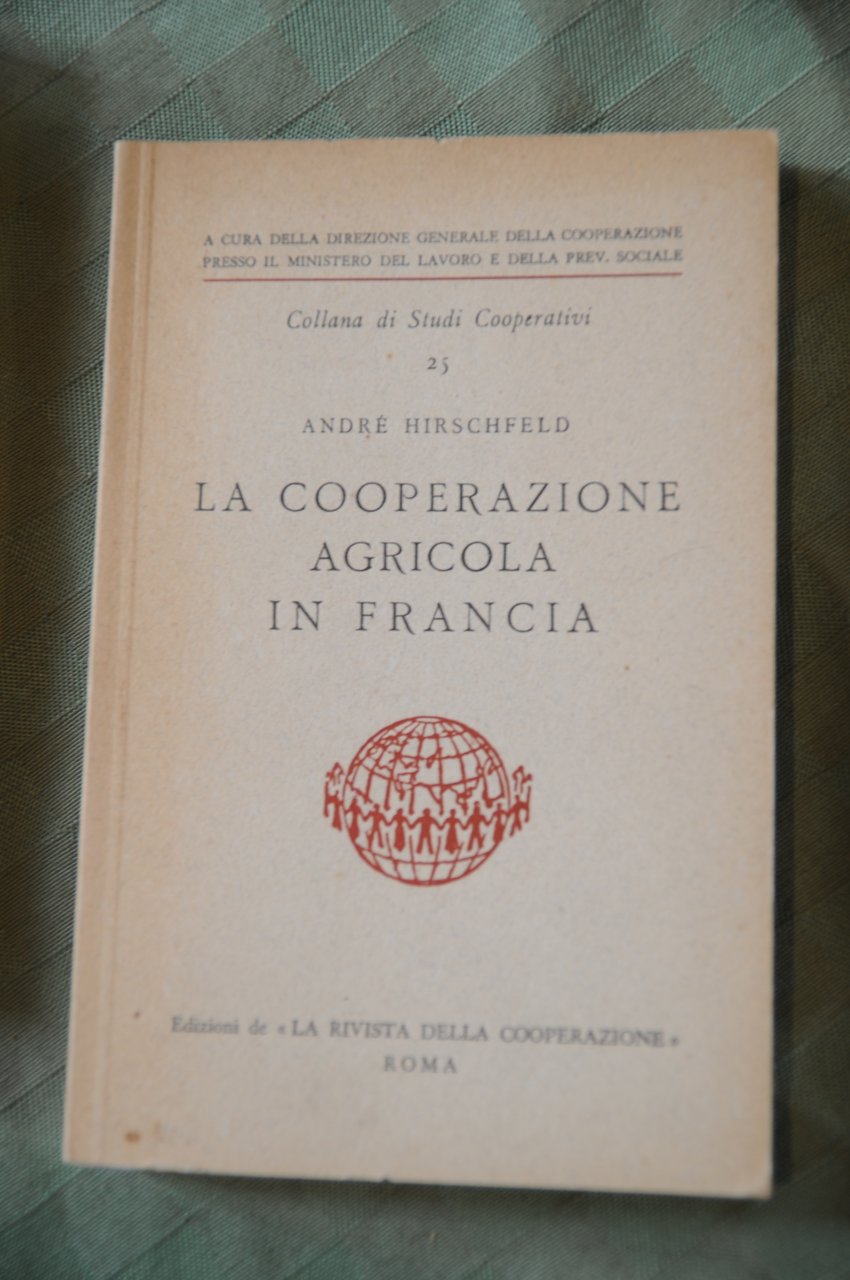 A CURA DELLA DIREZIONE GENERALE DELLA COOPERAZIONE
PRESSO IL MINISTERO DEL LAVORO E DELLA PREV. SOCIALE
Collana di Studi Cooperativi
25
ANDRÉ HIRSCHFELD
LA COOPERAZIONE
AGRICOLA
IN FRANCIA
Edizioni de « LA RIVISTA DELLA COOPERAZIONE »
ROMA